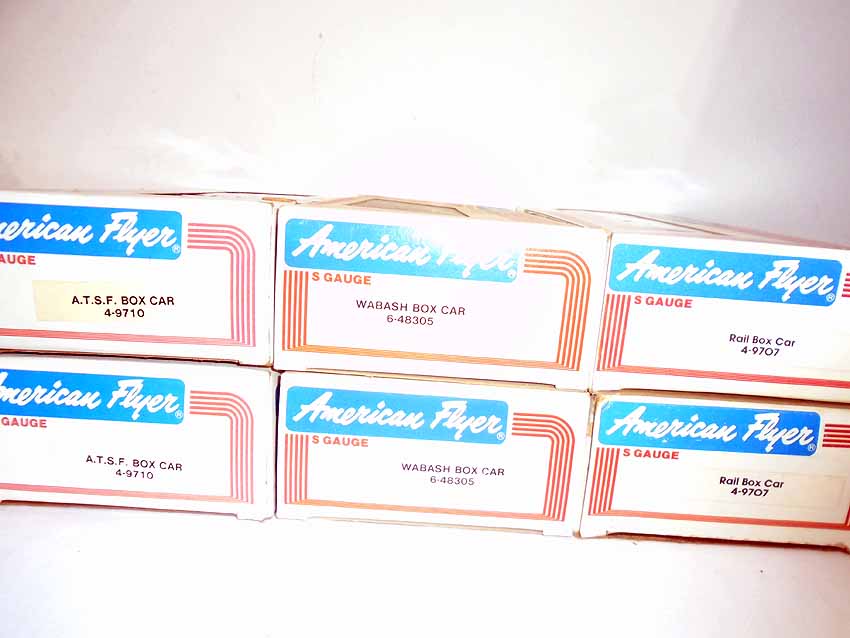 American Flyer®
GAUGE
A.T.S.F. BOX CAR
4-9710
American Flyer®
S GAUGE
WABASH BOX CAR
6-48305
American Flyer®
S GAUGE
Rail Box Car
4-9707
American Flyer®
GAUGE
A.T.S.F. BOX CAR
4-9710
American Flyer®
S GAUGE
WABASH BOX CAR
6-48305
American Flyer®
S GAUGE
Rail Box Car
4-9707